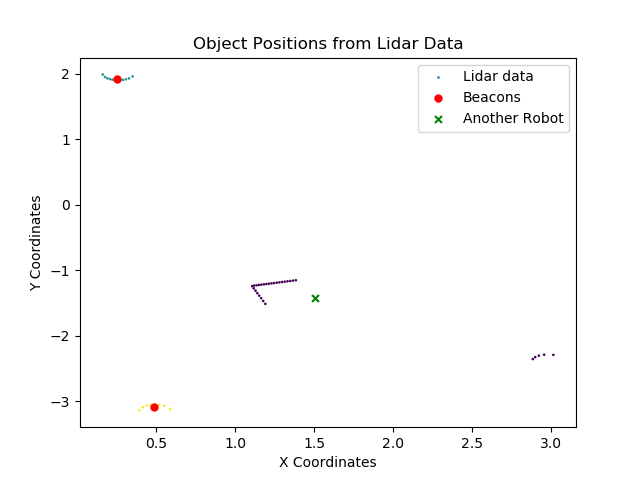 Object Positions from Lidar Data
Lidar data
Beacons
Another Robot
Y Coordinates
2
1
0
−1
−2
−3
0.5 1.0 1.5 2.0 2.5 3.0
X Coordinates